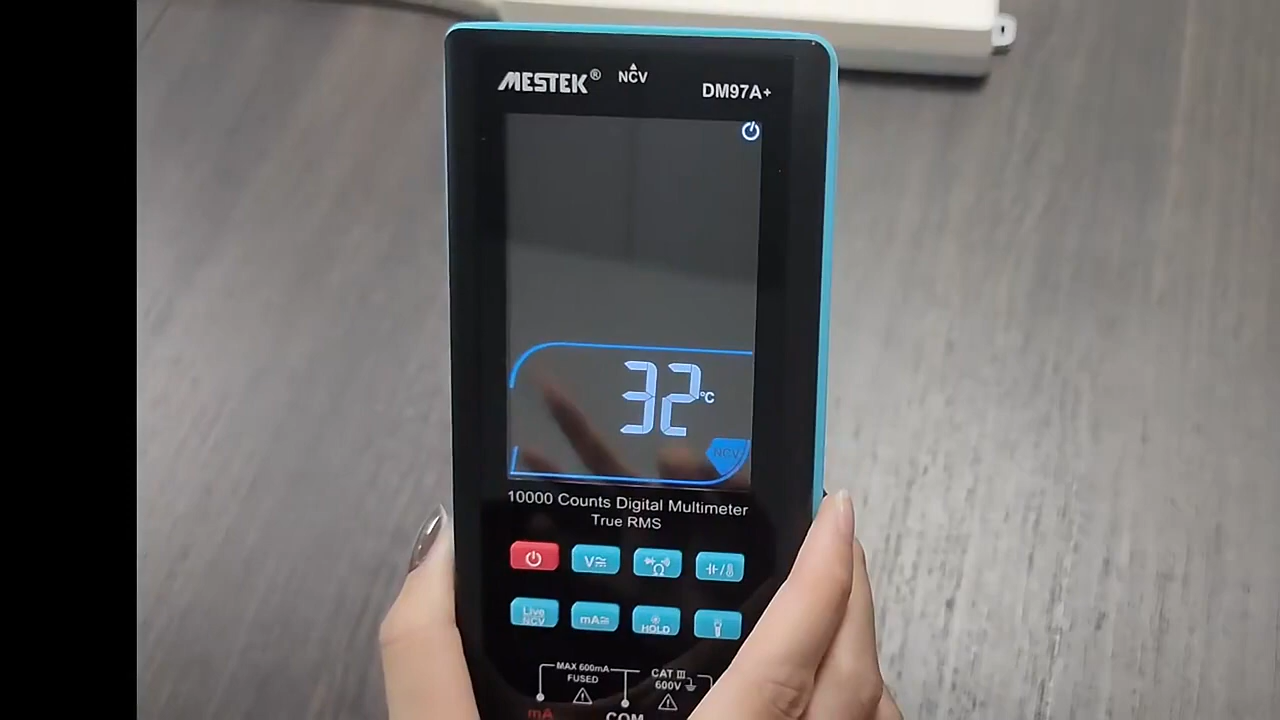 MESTEK®
NCV
DM97A+
32°C
NCV
10000 Counts Digital Multimeter
True RMS
V
Ω
Live
NCV
mA
HOLD
MAX 600mA
FUSED
CAT III
600V
mA
COM